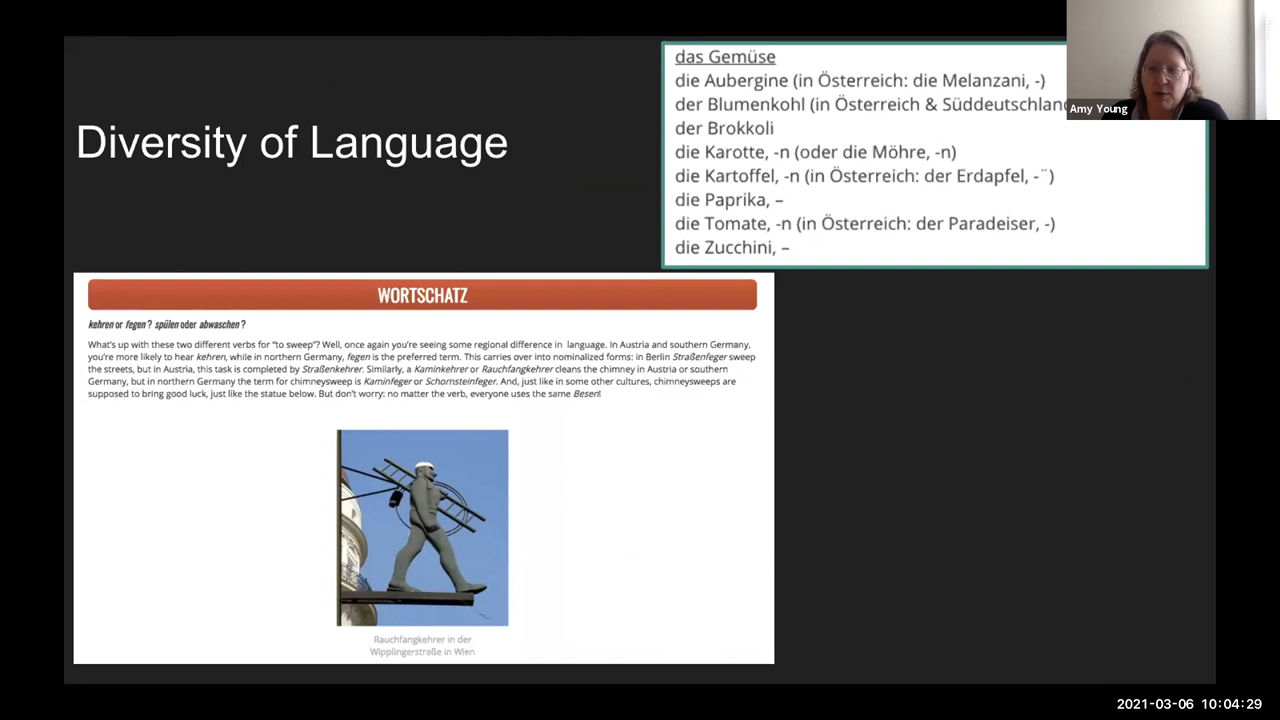 Diversity of Language
das Gemüse
die Aubergine (in Österreich: die Melanzani, -)
der Blumenkohl (in Österreich & Süddeutschland
der Brokkoli
die Karotte, -n (oder die Möhre, -n)
die Kartoffel, -n (in Österreich: der Erdapfel, -¨)
die Paprika, –
die Tomate, -n (in Österreich: der Paradeiser, -)
die Zucchini, –
Amy Young
WORTSCHATZ
kehren or fegen? spülen oder abwaschen?
What's up with these two different verbs for "to sweep"? Well, once again you're seeing some regional difference in language. In Austria and southern Germany,
you're more likely to hear kehren, while in northern Germany, fegen is the preferred term. This carries over into nominalized forms: in Berlin Straßenfeger sweep
the streets, but in Austria, this task is completed by Straßenkehrer. Similarly, a Kaminkehrer or Rauchfangkehrer cleans the chimney in Austria or southern
Germany, but in northern Germany the term for chimneysweep is Kaminfeger or Schornsteinfeger. And, just like in some other cultures, chimneysweeps are
supposed to bring good luck, just like the statue below. But don't worry: no matter the verb, everyone uses the same Besen!
Rauchfangkehrer in der
Wipplingerstraße in Wien
2021-03-06 10:04:29